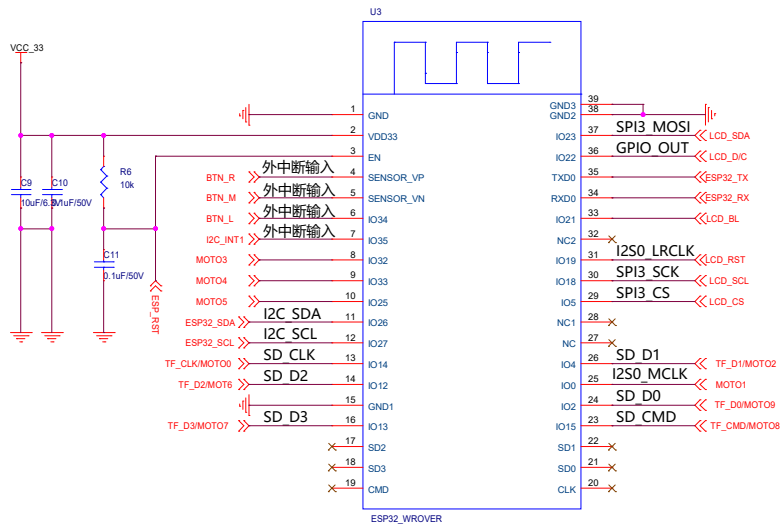 U3
VCC_33
1 GND
2 VDD33
3 EN
BTN_R 外中断输入 4 SENSOR_VP
BTN_M 外中断输入 5 SENSOR_VN
BTN_L 外中断输入 6 IO34
I2C_INT1 外中断输入 7 IO35
MOTO3 8 IO32
MOTO4 9 IO33
MOTO5 10 IO25
ESP32_SDA I2C_SDA 11 IO26
ESP32_SCL I2C_SCL 12 IO27
TF_CLK/MOTO0 SD_CLK 13 IO14
TF_D2/MOT6 SD_D2 14 IO12
15 GND1
TF_D3/MOTO7 SD_D3 16 IO13
17 SD2
18 SD3
19 CMD
GND3 39
GND2 38
IO23 37 SPI3_MOSI LCD_SDA
IO22 36 GPIO_OUT LCD_D/C
TXD0 35 ESP32_TX
RXD0 34 ESP32_RX
IO21 33 LCD_BL
NC2 32
IO19 31 I2S0_LRCLK LCD_RST
IO18 30 SPI3_SCK LCD_SCL
IO5 29 SPI3_CS LCD_CS
NC1 28
NC 27
IO4 26 SD_D1 TF_D1/MOTO2
IO0 25 I2S0_MCLK MOTO1
IO2 24 SD_D0 TF_D0/MOTO9
IO15 23 SD_CMD TF_CMD/MOTO8
SD1 22
SD0 21
CLK 20
R6
10k
C9
10uF/6.3V
C10
0.1uF/50V
C11
0.1uF/50V
ESP_RST
ESP32_WROVER